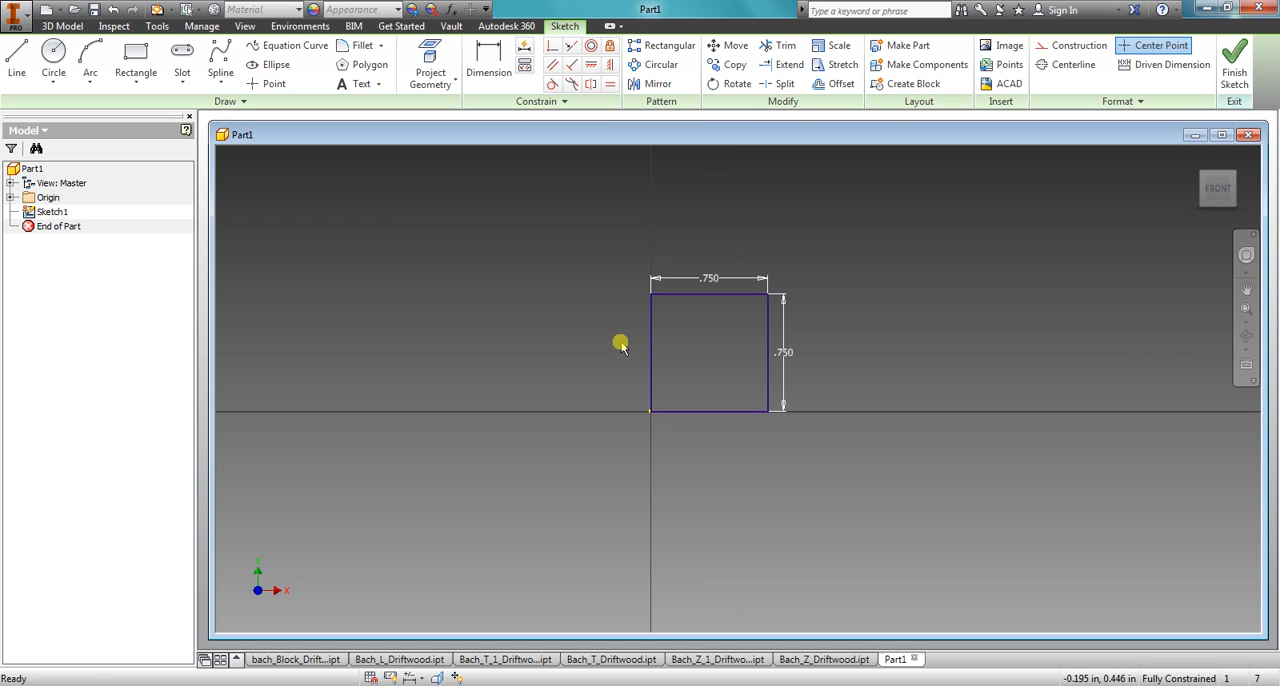 PRO
Material
Appearance
Part1
Type a keyword or phrase
Sign In
3D Model
Inspect
Tools
Manage
View
Environments
BIM
Get Started
Vault
Autodesk 360
Sketch
Line
Circle
Arc
Rectangle
Slot
Spline
Equation Curve
Ellipse
Point
Fillet
Polygon
Text
Project Geometry
Dimension
Rectangular
Circular
Mirror
Move
Copy
Rotate
Trim
Extend
Split
Scale
Stretch
Offset
Make Part
Make Components
Create Block
Image
Points
ACAD
Construction
Centerline
Center Point
Driven Dimension
Finish Sketch
Draw
Constrain
Pattern
Modify
Layout
Insert
Format
Exit
Model
Part1
View: Master
Origin
Sketch1
End of Part
Part1
FRONT
.750
.750
X
bach_Block_Drift...ipt
Bach_L_Driftwood.ipt
Bach_T_1_Driftwo...ipt
Bach_T_Driftwood.ipt
Bach_Z_1_Driftwo...ipt
Bach_Z_Driftwood.ipt
Part1
Ready
-0.195 in, 0.446 in
Fully Constrained
1
7